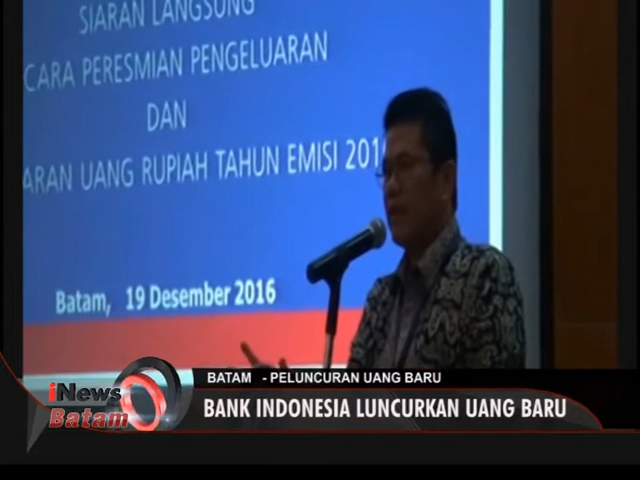 SIARAN LANGSUNG
CARA PERESMIAN PENGELUARAN
DAN
ARAN UANG RUPIAH TAHUN EMISI 201
Batam, 19 Desember 2016
iNews
Batam
BATAM - PELUNCURAN UANG BARU
BANK INDONESIA LUNCURKAN UANG BARU